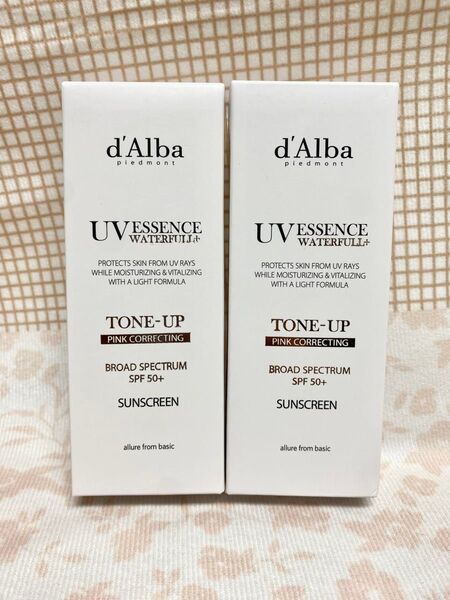 d'Alba
piedmont
UV ESSENCE
WATERFULL+
PROTECTS SKIN FROM UV RAYS
WHILE MOISTURIZING & VITALIZING
WITH A LIGHT FORMULA
TONE-UP
PINK CORRECTING
BROAD SPECTRUM
SPF 50+
SUNSCREEN
allure from basic
d'Alba
piedmont
UV ESSENCE
WATERFULL+
PROTECTS SKIN FROM UV RAYS
WHILE MOISTURIZING & VITALIZING
WITH A LIGHT FORMULA
TONE-UP
PINK CORRECTING
BROAD SPECTRUM
SPF 50+
SUNSCREEN
allure from basic